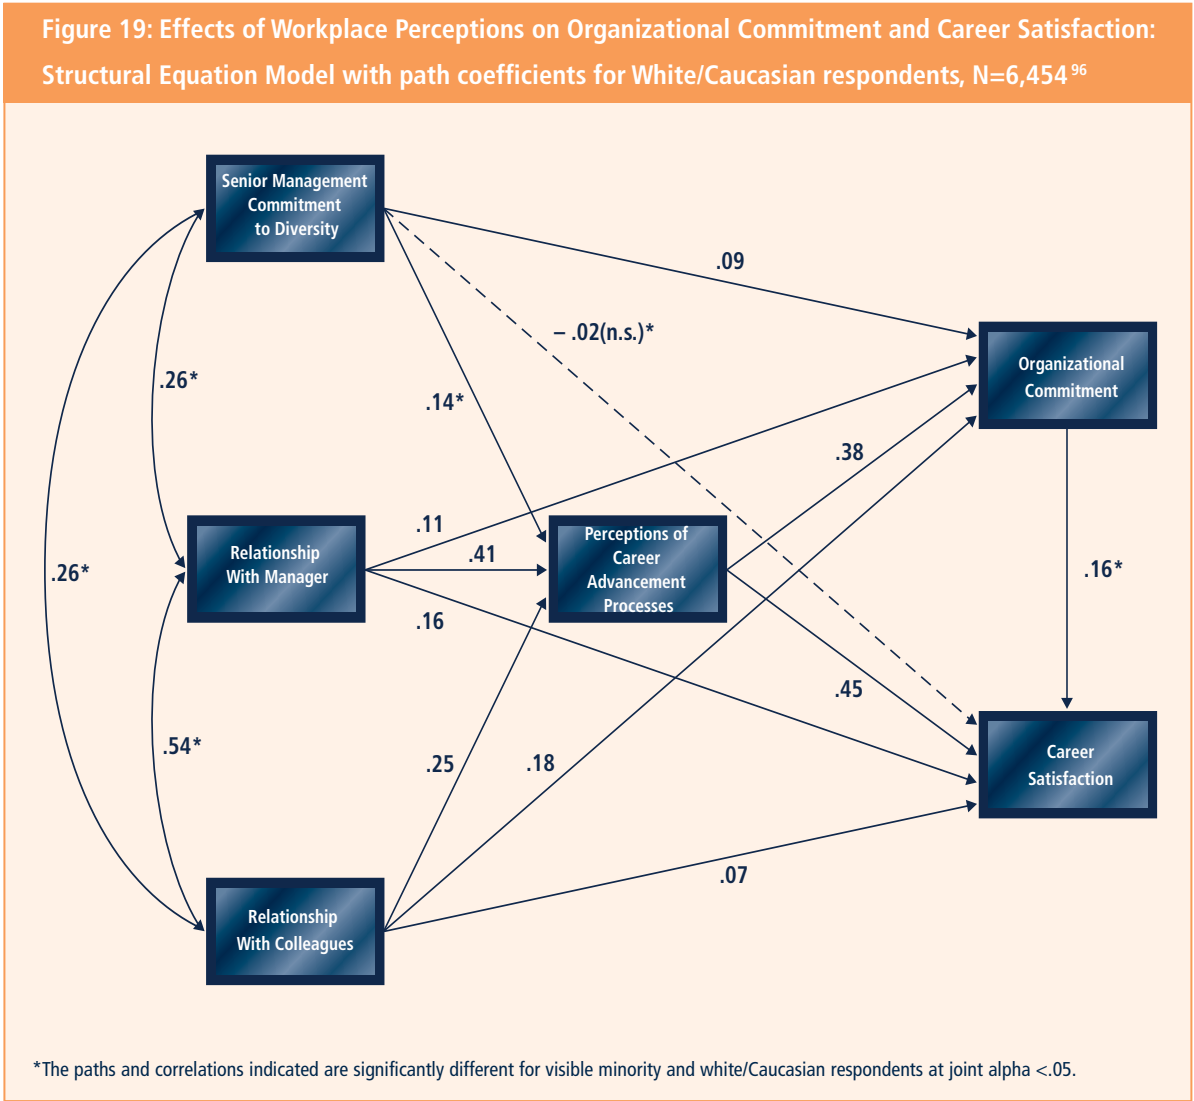 Figure 19: Effects of Workplace Perceptions on Organizational Commitment and Career Satisfaction:
Structural Equation Model with path coefficients for White/Caucasian respondents, N=6,454 96
Senior Management
Commitment
to Diversity
.09
– .02(n.s.)*
Organizational
Commitment
.26*
.14*
.38
.11
Relationship
With Manager
.41
Perceptions of
Career
Advancement
Processes
.26*
.16*
.16
.45
.54*
.25
.18
Career
Satisfaction
.07
Relationship
With Colleagues
*The paths and correlations indicated are significantly different for visible minority and white/Caucasian respondents at joint alpha <.05.